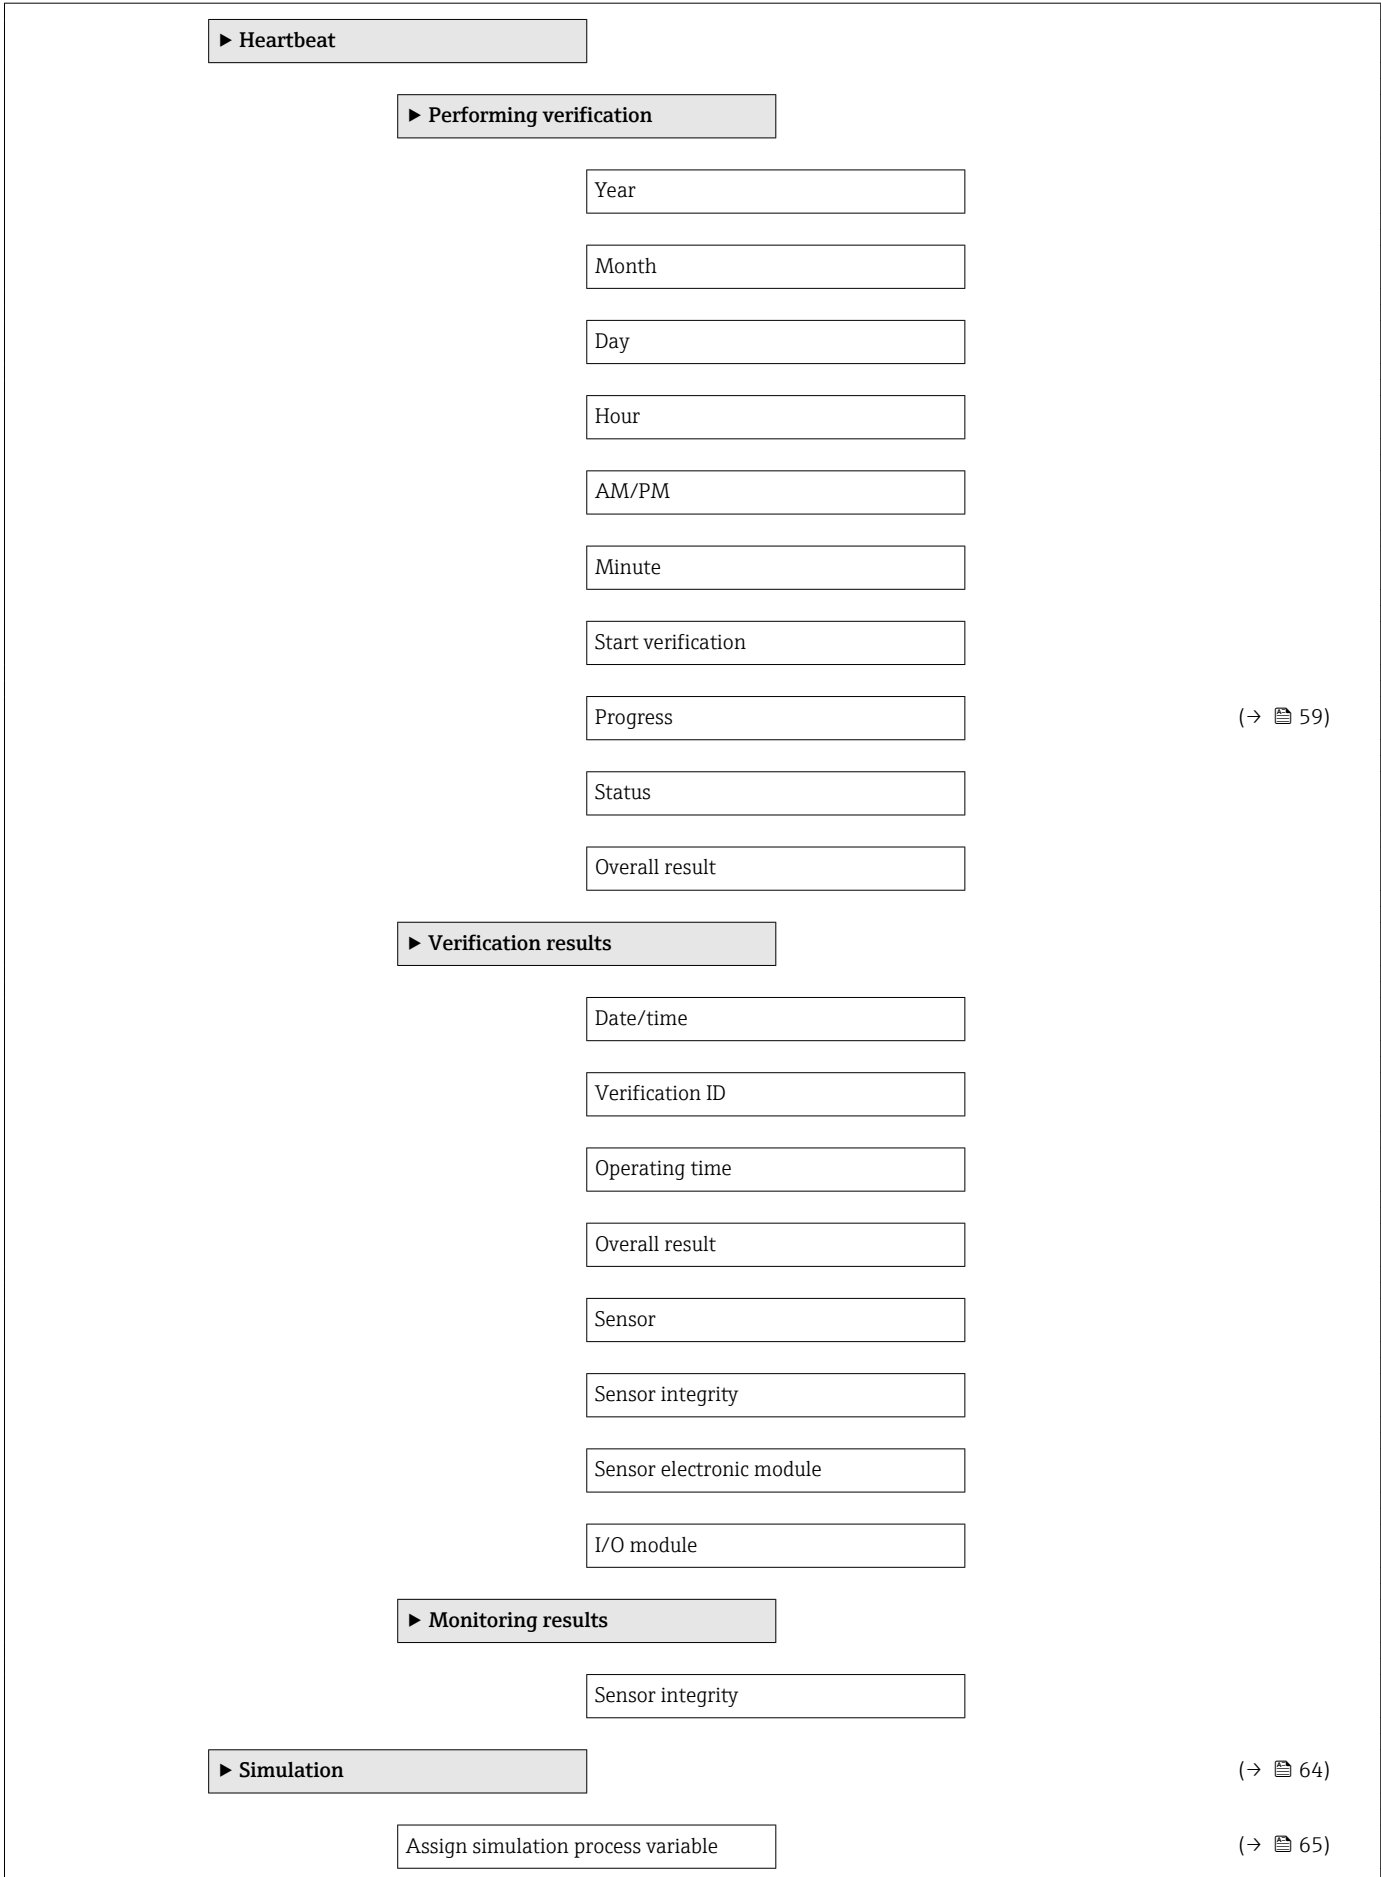 ▶ Heartbeat
▶ Performing verification
Year
Month
Day
Hour
AM/PM
Minute
Start verification
Progress (→ 🖹 59)
Status
Overall result
▶ Verification results
Date/time
Verification ID
Operating time
Overall result
Sensor
Sensor integrity
Sensor electronic module
I/O module
▶ Monitoring results
Sensor integrity
▶ Simulation (→ 🖹 64)
Assign simulation process variable (→ 🖹 65)